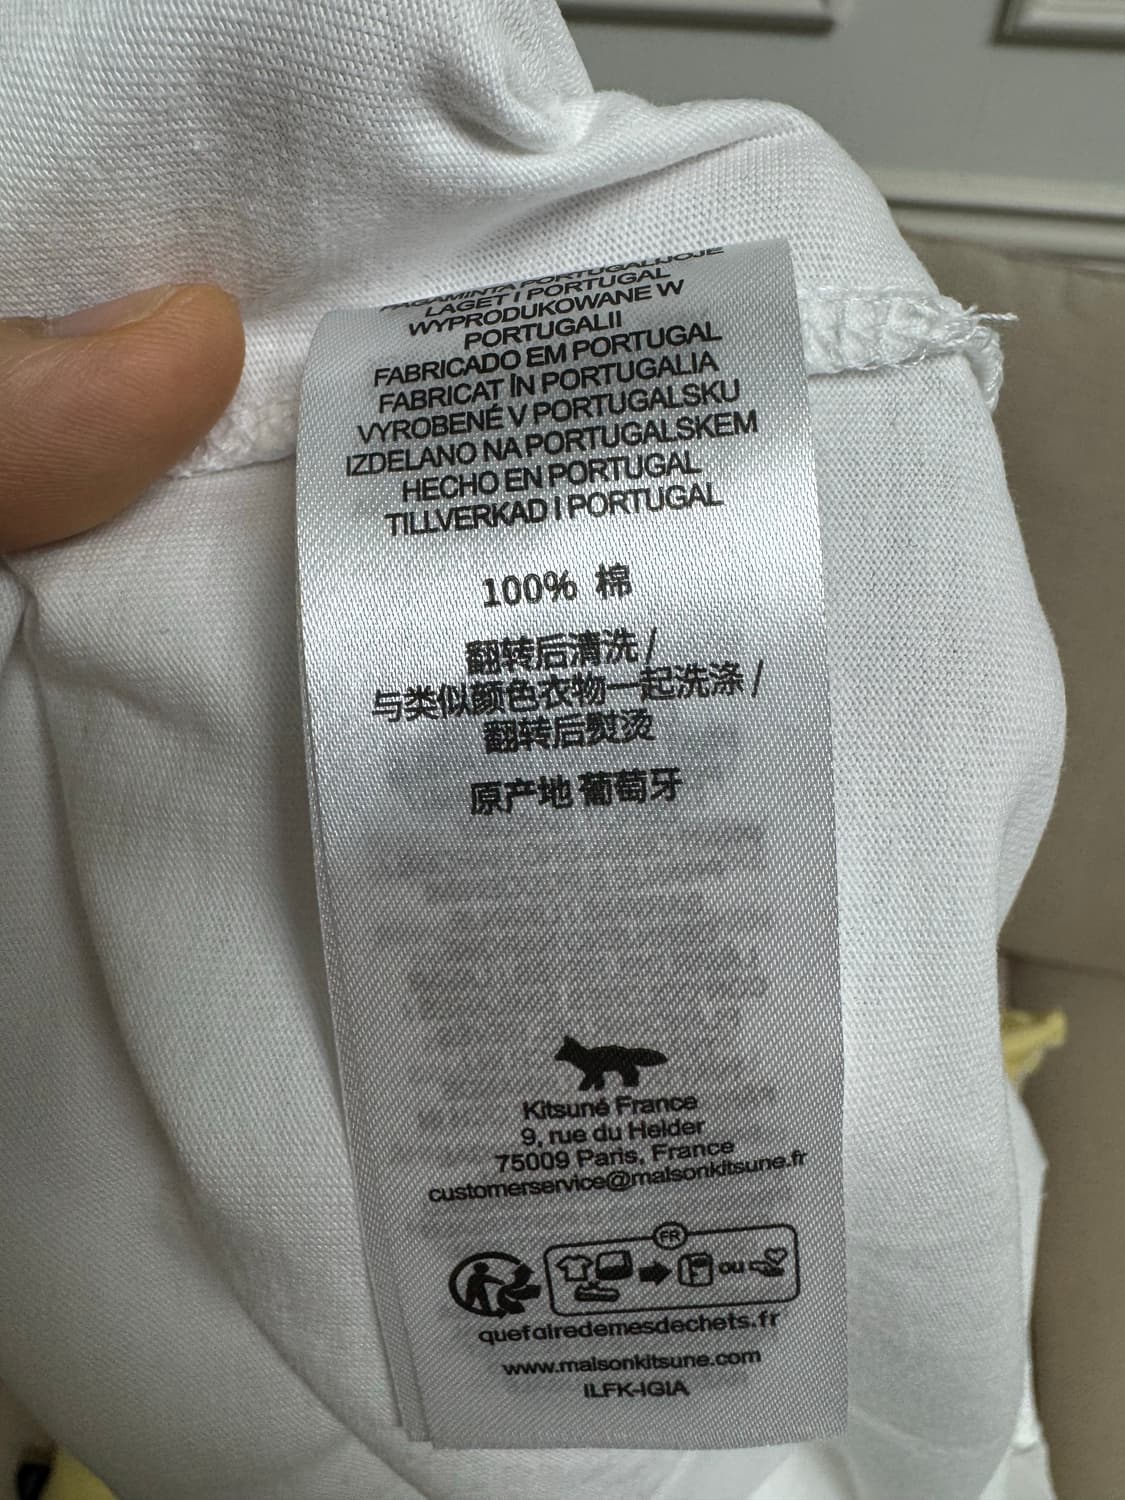 PAGAMINTA PORTUGALIJOJE
LAGET I PORTUGAL
WYPRODUKOWANE W
PORTUGALII
FABRICADO EM PORTUGAL
FABRICAT ÎN PORTUGALIA
VYROBENÉ V PORTUGALSKU
IZDELANO NA PORTUGALSKEM
HECHO EN PORTUGAL
TILLVERKAD I PORTUGAL
100% 棉
翻转后清洗 /
与类似颜色衣物一起洗涤 /
翻转后熨烫
原产地 葡萄牙
Kitsuné France
9, rue du Helder
75009 Paris, France
customerservice@maisonkitsune.fr
FR
ou
quefairedemesdechets.fr
www.maisonkitsune.com
ILFK-IGIA